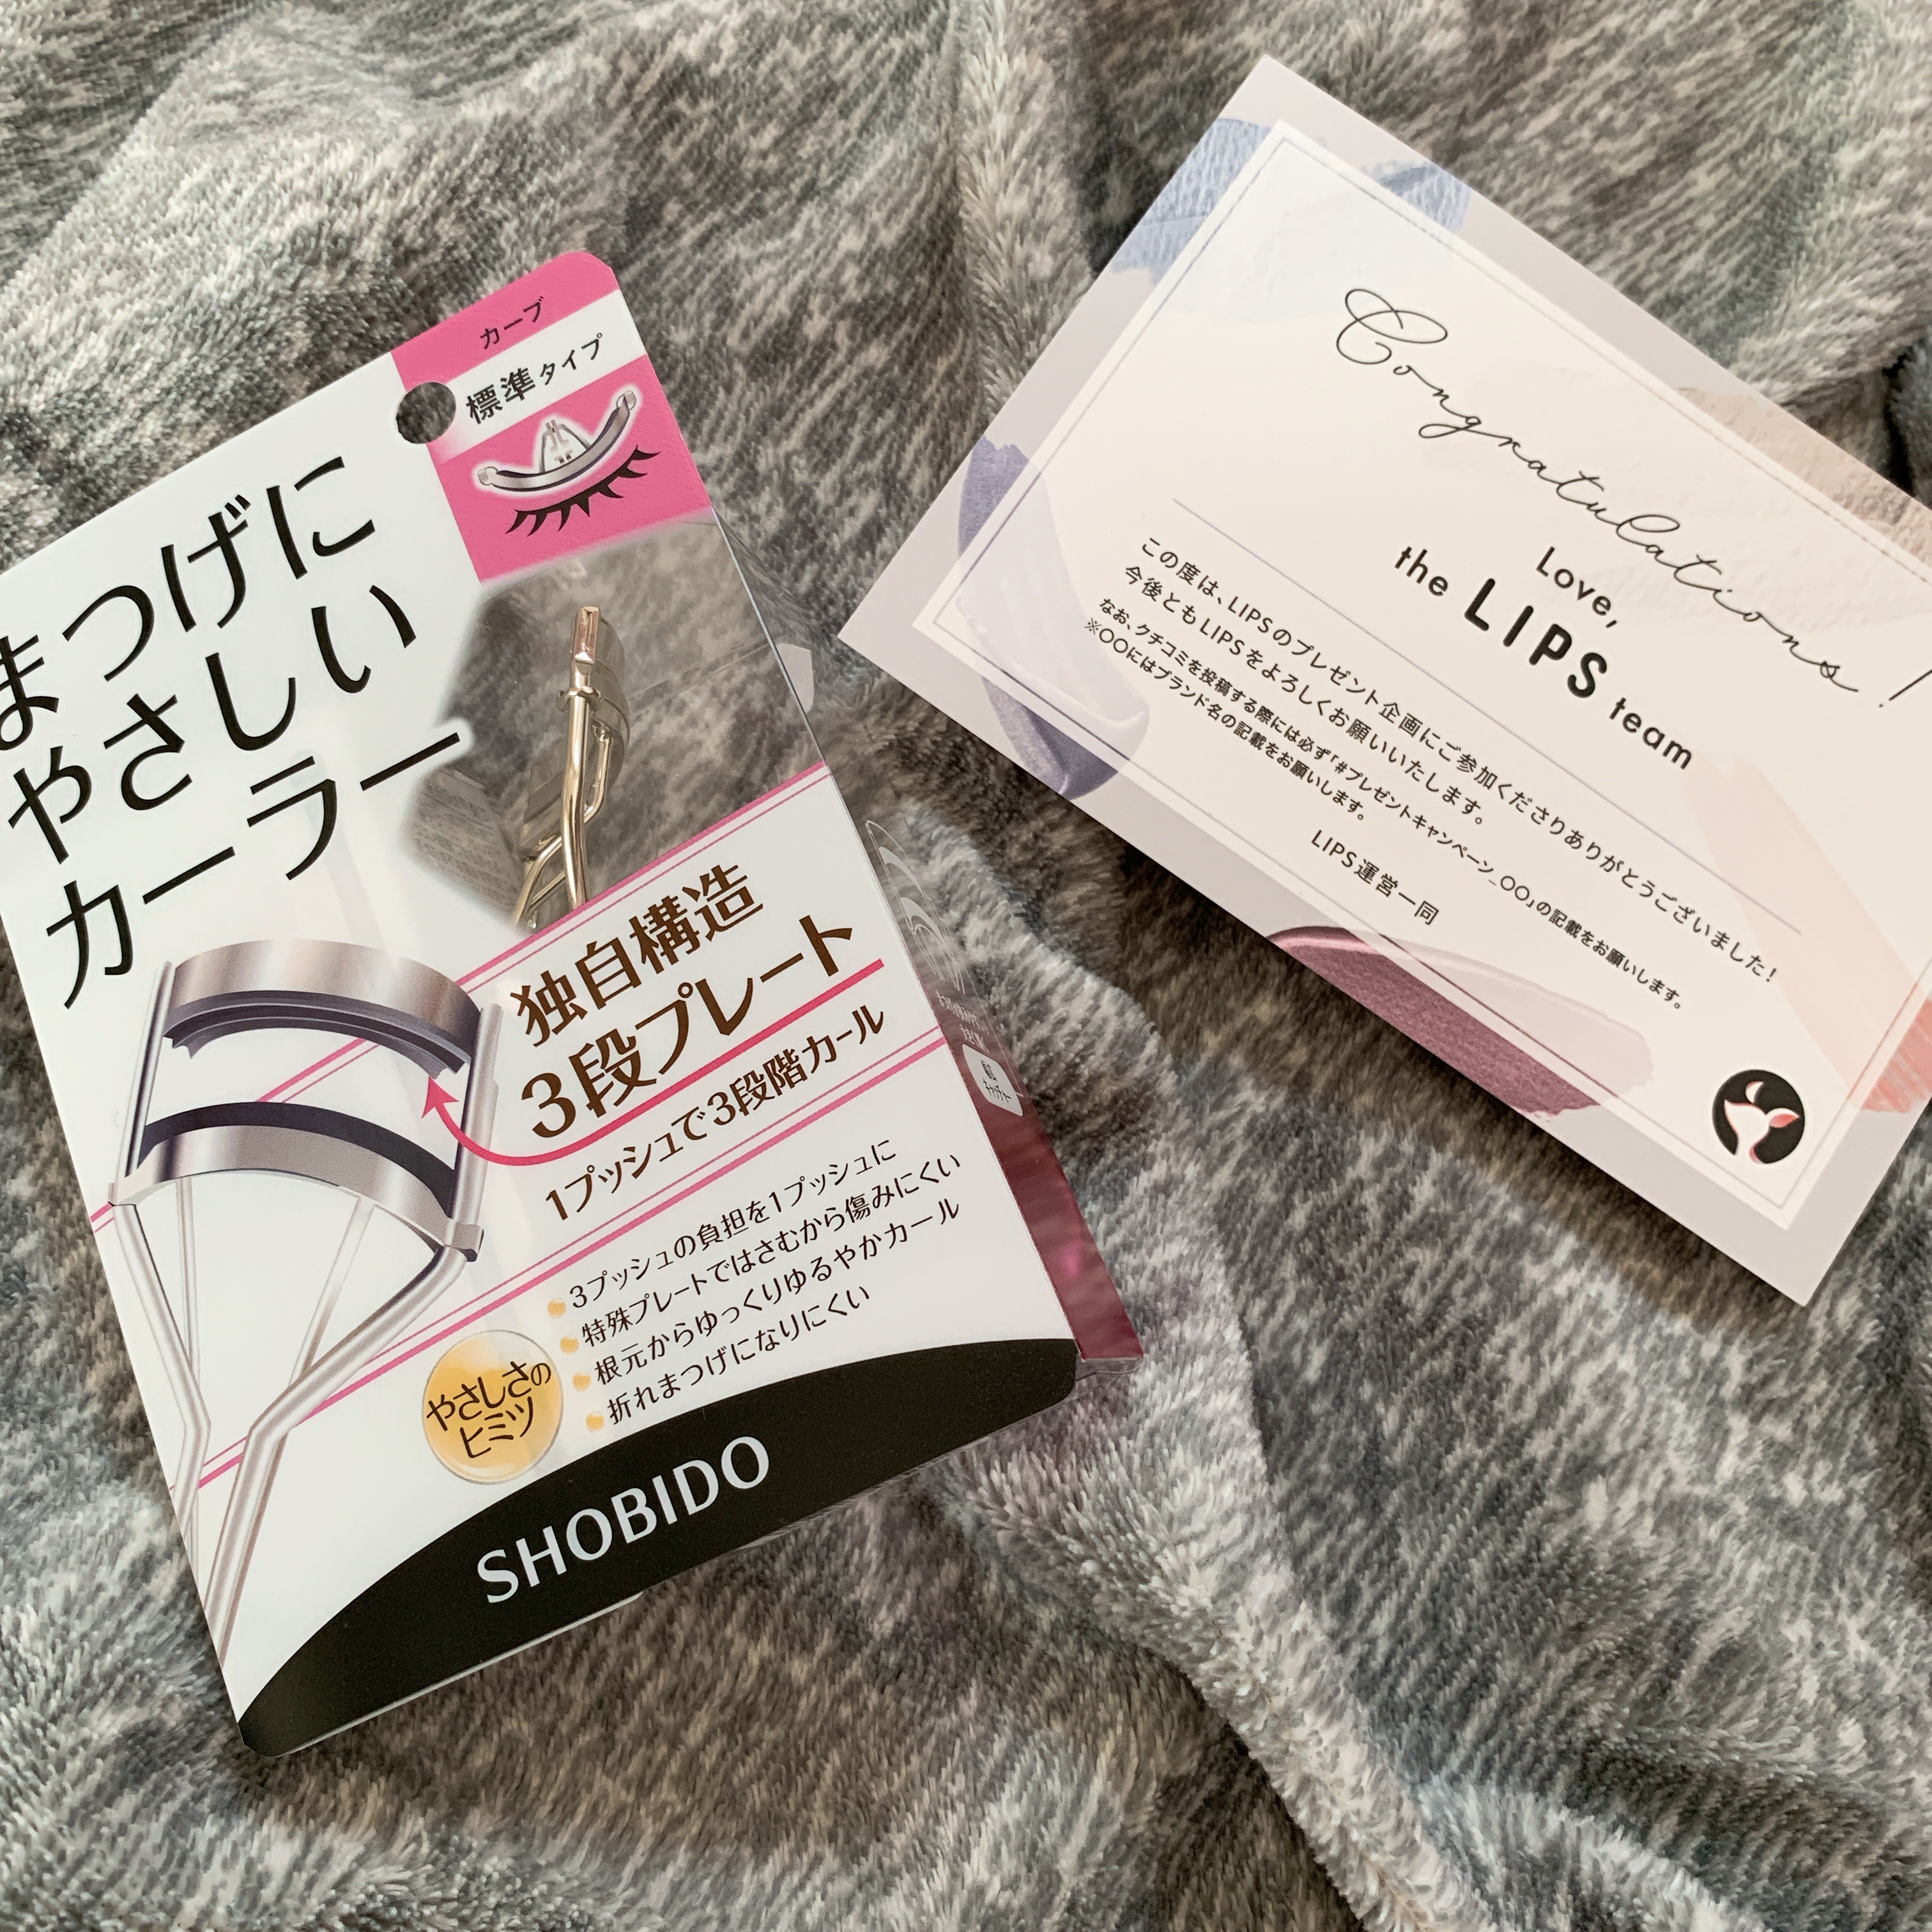 カーブ
標準タイプ
まつげに
やさしい
カーラー
独自構造
3段プレート
1プッシュで3段階カール
3プッシュの負担を1プッシュに
特殊プレートではさむから傷みにくい
根元からゆっくりゆるやかカール
折れまつげになりにくい
やさしさの
ヒミツ
SHOBIDO
Congratulations!
Love,
the LIPS team
この度は、LIPSのプレゼント企画にご参加くださりありがとうございました!
今後ともLIPSをよろしくお願いいたします。
なお、クチコミを投稿する際には必ず「#プレゼントキャンペーン_〇〇」の記載をお願いします。
※〇〇にはブランド名の記載をお願いします。
LIPS運営一同